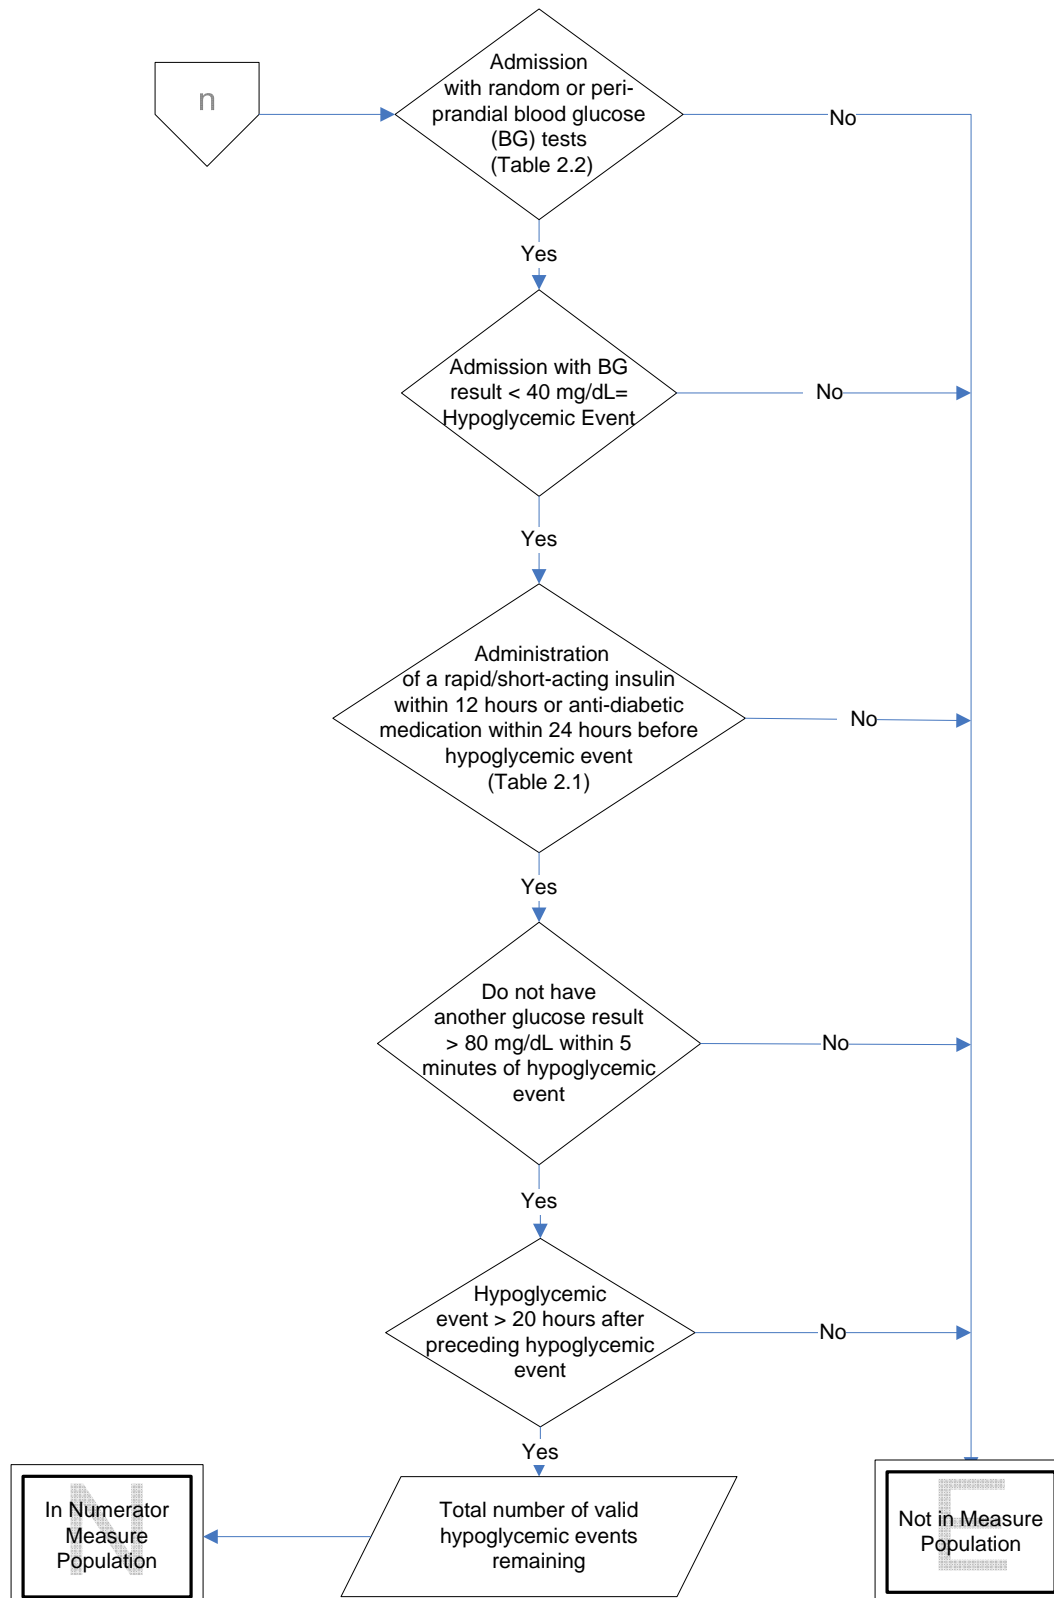 n
Admission
with random or peri-
prandial blood glucose
(BG) tests
(Table 2.2)
No
Yes
Admission with BG
result < 40 mg/dL=
Hypoglycemic Event
No
Yes
Administration
of a rapid/short-acting insulin
within 12 hours or anti-diabetic
medication within 24 hours before
hypoglycemic event
(Table 2.1)
No
Yes
Do not have
another glucose result
> 80 mg/dL within 5
minutes of hypoglycemic
event
No
Yes
Hypoglycemic
event > 20 hours after
preceding hypoglycemic
event
No
Yes
N
In Numerator
Measure
Population
Total number of valid
hypoglycemic events
remaining
E
Not in Measure
Population